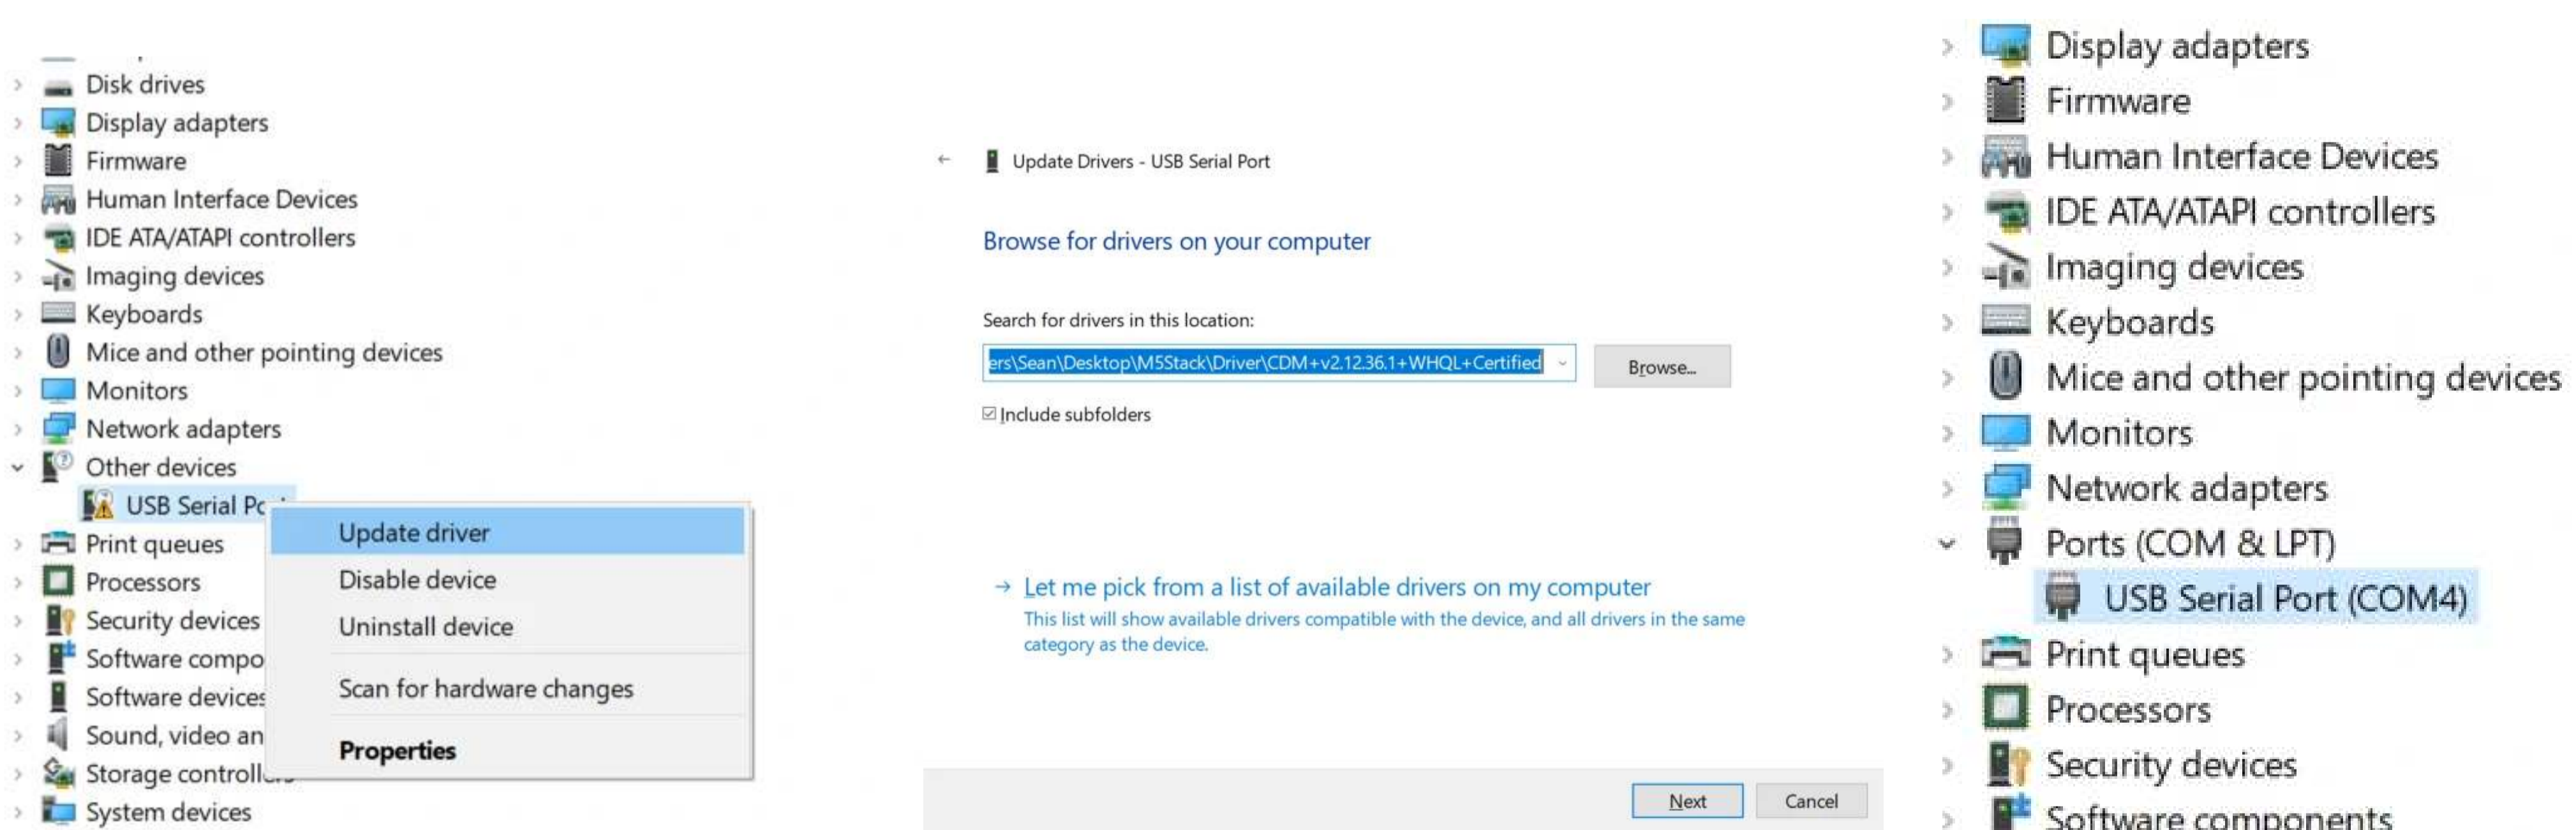 Disk drives
Display adapters
Firmware
Human Interface Devices
IDE ATA/ATAPI controllers
Imaging devices
Keyboards
Mice and other pointing devices
Monitors
Network adapters
Other devices
USB Serial
Print queues
Processors
Security devices
Software
Software devices
Sound, video
Storage
System devices
Update driver
Disable device
Uninstall device
Scan for hardware changes
Properties
Update Drivers - USB Serial Port
Browse for drivers on your computer
Search for drivers in this location:
ers\Sean\Desktop\M5Stack\Driver\CDM+v2.12.36.1+WHQL+Certified
Browse...
Include subfolders
Let me pick from a list of available drivers on my computer
This list will show available drivers compatible with the device, and all drivers in the same
category as the device.
Next
Cancel
Display adapters
Firmware
Human Interface Devices
IDE ATA/ATAPI controllers
Imaging devices
Keyboards
Mice and other pointing devices
Monitors
Network adapters
Ports (COM & LPT)
USB Serial Port (COM4)
Print queues
Processors
Security devices
Software components